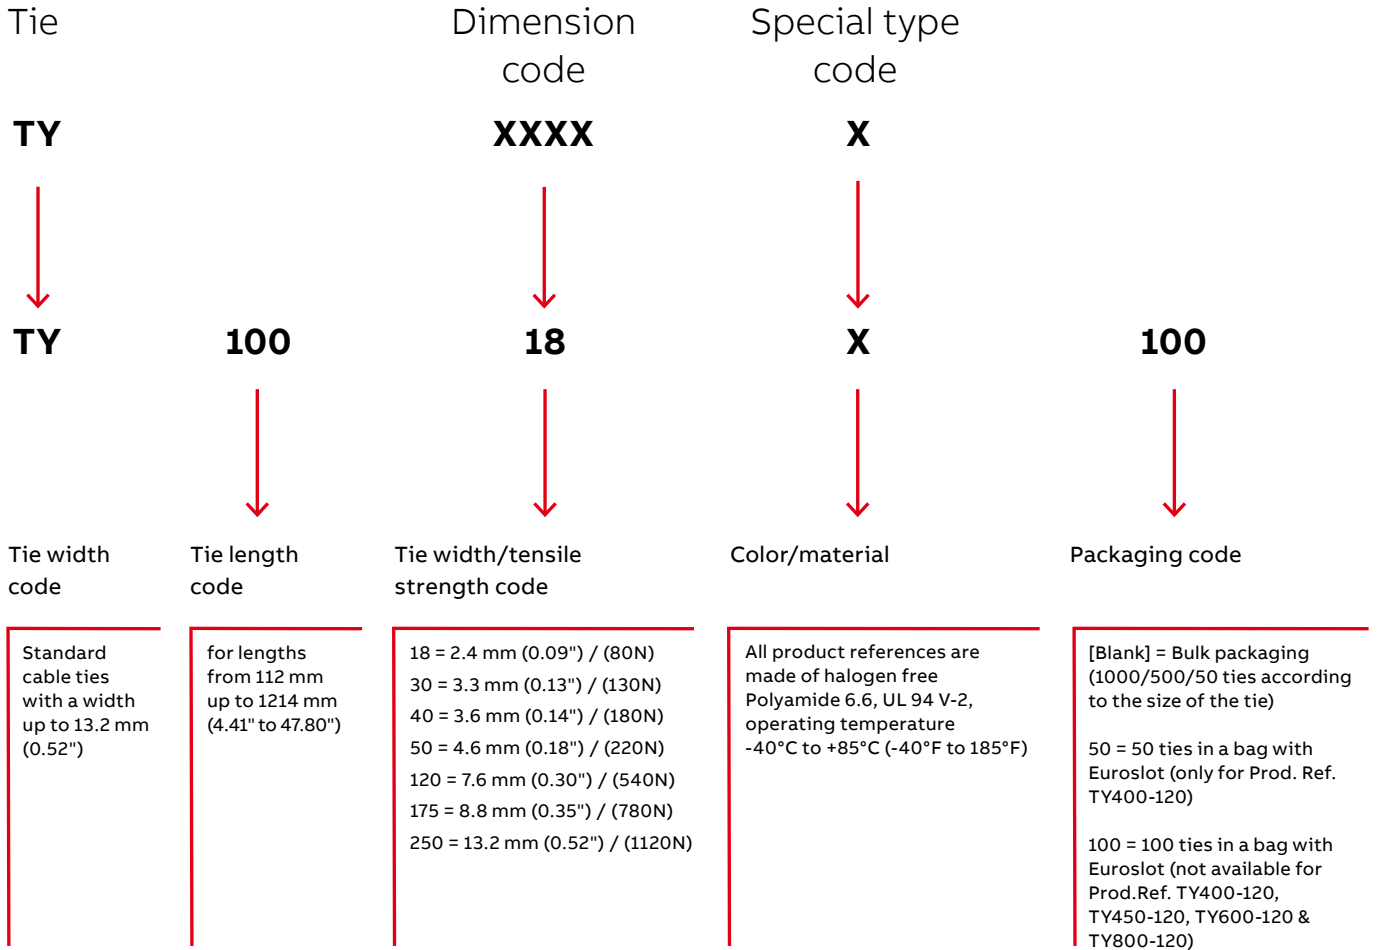 Tie
Dimension
code
Special type
code
TY
XXXX
X
TY
100
18
X
100
Tie width
code
Tie length
code
Tie width/tensile
strength code
Color/material
Packaging code
Standard
cable ties
with a width
up to 13.2 mm
(0.52")
for lengths
from 112 mm
up to 1214 mm
(4.41" to 47.80")
18 = 2.4 mm (0.09") / (80N)
30 = 3.3 mm (0.13") / (130N)
40 = 3.6 mm (0.14") / (180N)
50 = 4.6 mm (0.18") / (220N)
120 = 7.6 mm (0.30") / (540N)
175 = 8.8 mm (0.35") / (780N)
250 = 13.2 mm (0.52") / (1120N)
All product references are
made of halogen free
Polyamide 6.6, UL 94 V-2,
operating temperature
-40°C to +85°C (-40°F to 185°F)
[Blank] = Bulk packaging
(1000/500/50 ties according
to the size of the tie)
50 = 50 ties in a bag with
Euroslot (only for Prod. Ref.
TY400-120)
100 = 100 ties in a bag with
Euroslot (not available for
Prod.Ref. TY400-120,
TY450-120, TY600-120 &
TY800-120)